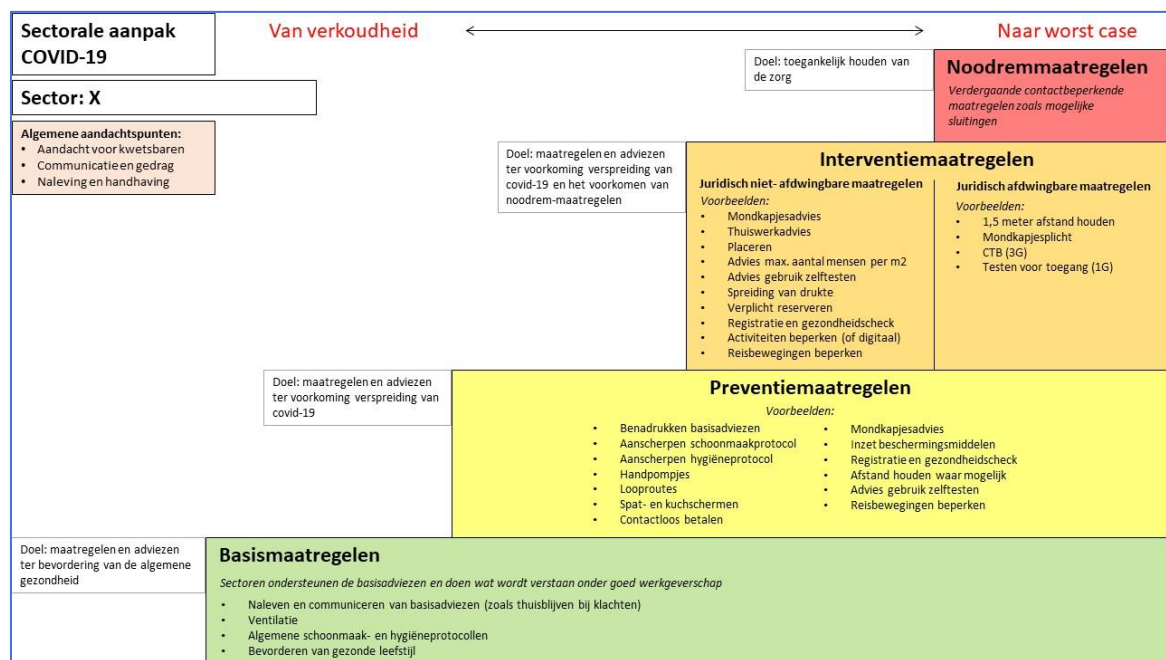 Sectorale aanpak
COVID-19
Van verkoudheid
Naar worst case
Sector: X
Algemene aandachtspunten:
• Aandacht voor kwetsbaren
• Communicatie en gedrag
• Naleving en handhaving
Doel: toegankelijk houden van
de zorg
Noodremmaatregelen
Verdergaande contactbeperkende
maatregelen zoals mogelijke
sluitingen
Doel: maatregelen en adviezen
ter voorkoming verspreiding van
covid-19 en het voorkomen van
noodrem-maatregelen
Interventiemaatregelen
Juridisch niet- afdwingbare maatregelen
Voorbeelden:
• Mondkapjesadvies
• Thuiswerkadvies
• Placeren
• Advies max. aantal mensen per m2
• Advies gebruik zelftesten
• Spreiding van drukte
• Verplicht reserveren
• Registratie en gezondheidscheck
• Activiteiten beperken (of digitaal)
• Reisbewegingen beperken
Juridisch afdwingbare maatregelen
Voorbeelden:
• 1,5 meter afstand houden
• Mondkapjesplicht
• CTB (3G)
• Testen voor toegang (1G)
Doel: maatregelen en adviezen
ter voorkoming verspreiding van
covid-19
Preventiemaatregelen
Voorbeelden:
• Benadrukken basisadviezen
• Aanscherpen schoonmaakprotocol
• Aanscherpen hygiëneprotocol
• Handpompjes
• Looproutes
• Spat- en kuchschermen
• Contactloos betalen
• Mondkapjesadvies
• Inzet beschermingsmiddelen
• Registratie en gezondheidscheck
• Afstand houden waar mogelijk
• Advies gebruik zelftesten
• Reisbewegingen beperken
Doel: maatregelen en adviezen
ter bevordering van de algemene
gezondheid
Basismaatregelen
Sectoren ondersteunen de basisadviezen en doen wat wordt verstaan onder goed werkgeverschap
• Naleven en communiceren van basisadviezen (zoals thuisblijven bij klachten)
• Ventilatie
• Algemene schoonmaak- en hygiëneprotocollen
• Bevorderen van gezonde leefstijl